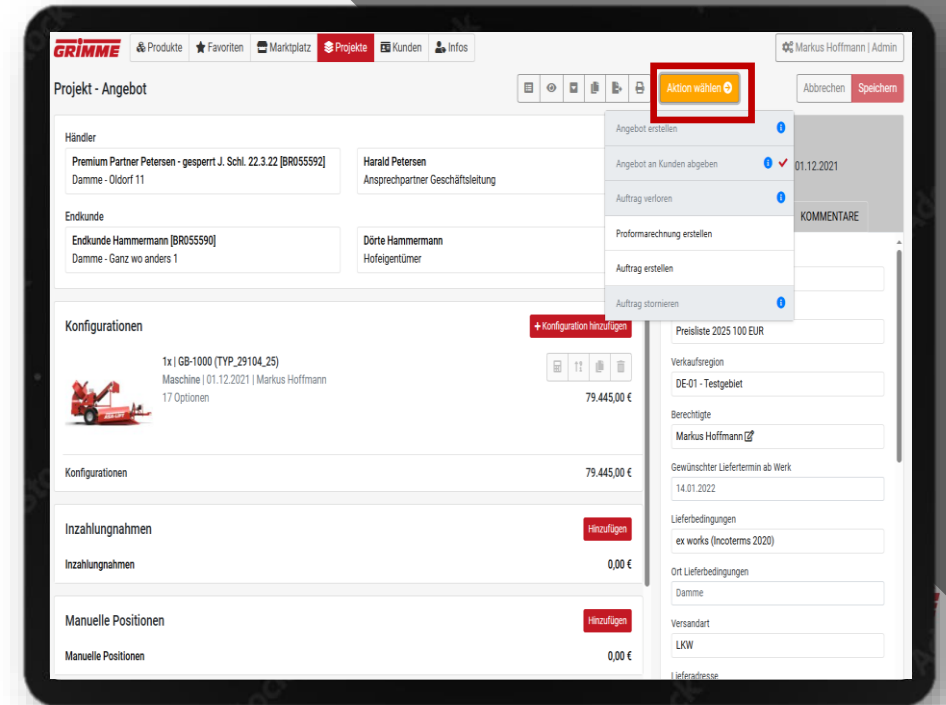 GRIMME
Produkte Favoriten Marktplatz Projekte Kunden Infos
Markus Hoffmann | Admin
Projekt - Angebot
Aktion wählen
Abbrechen Speichern
Händler
Premium Partner Petersen - gesperrt J. Schl. 22.3.22 [BR055592]
Damme - Oldorf 11
Harald Petersen
Ansprechpartner Geschäftsleitung
Endkunde
Endkunde Hammermann [BR055590]
Damme - Ganz wo anders 1
Dörte Hammermann
Hofeigentümer
Angebot erstellen
Angebot an Kunden abgeben
Auftrag verloren
Proformarechnung erstellen
Auftrag erstellen
Auftrag stornieren
01.12.2021
KOMMENTARE
Konfigurationen
+ Konfiguration hinzufügen
1x | GB-1000 (TYP_29104_25)
Maschine | 01.12.2021 | Markus Hoffmann
17 Optionen
79.445,00 €
Konfigurationen
79.445,00 €
Inzahlungnahmen
Hinzufügen
Inzahlungnahmen
0,00 €
Manuelle Positionen
Hinzufügen
Manuelle Positionen
0,00 €
Preisliste 2025 100 EUR
Verkaufsregion
DE-01 - Testgebiet
Berechtigte
Markus Hoffmann
Gewünschter Liefertermin ab Werk
14.01.2022
Lieferbedingungen
ex works (Incoterms 2020)
Ort Lieferbedingungen
Damme
Versandart
LKW
Lieferadresse